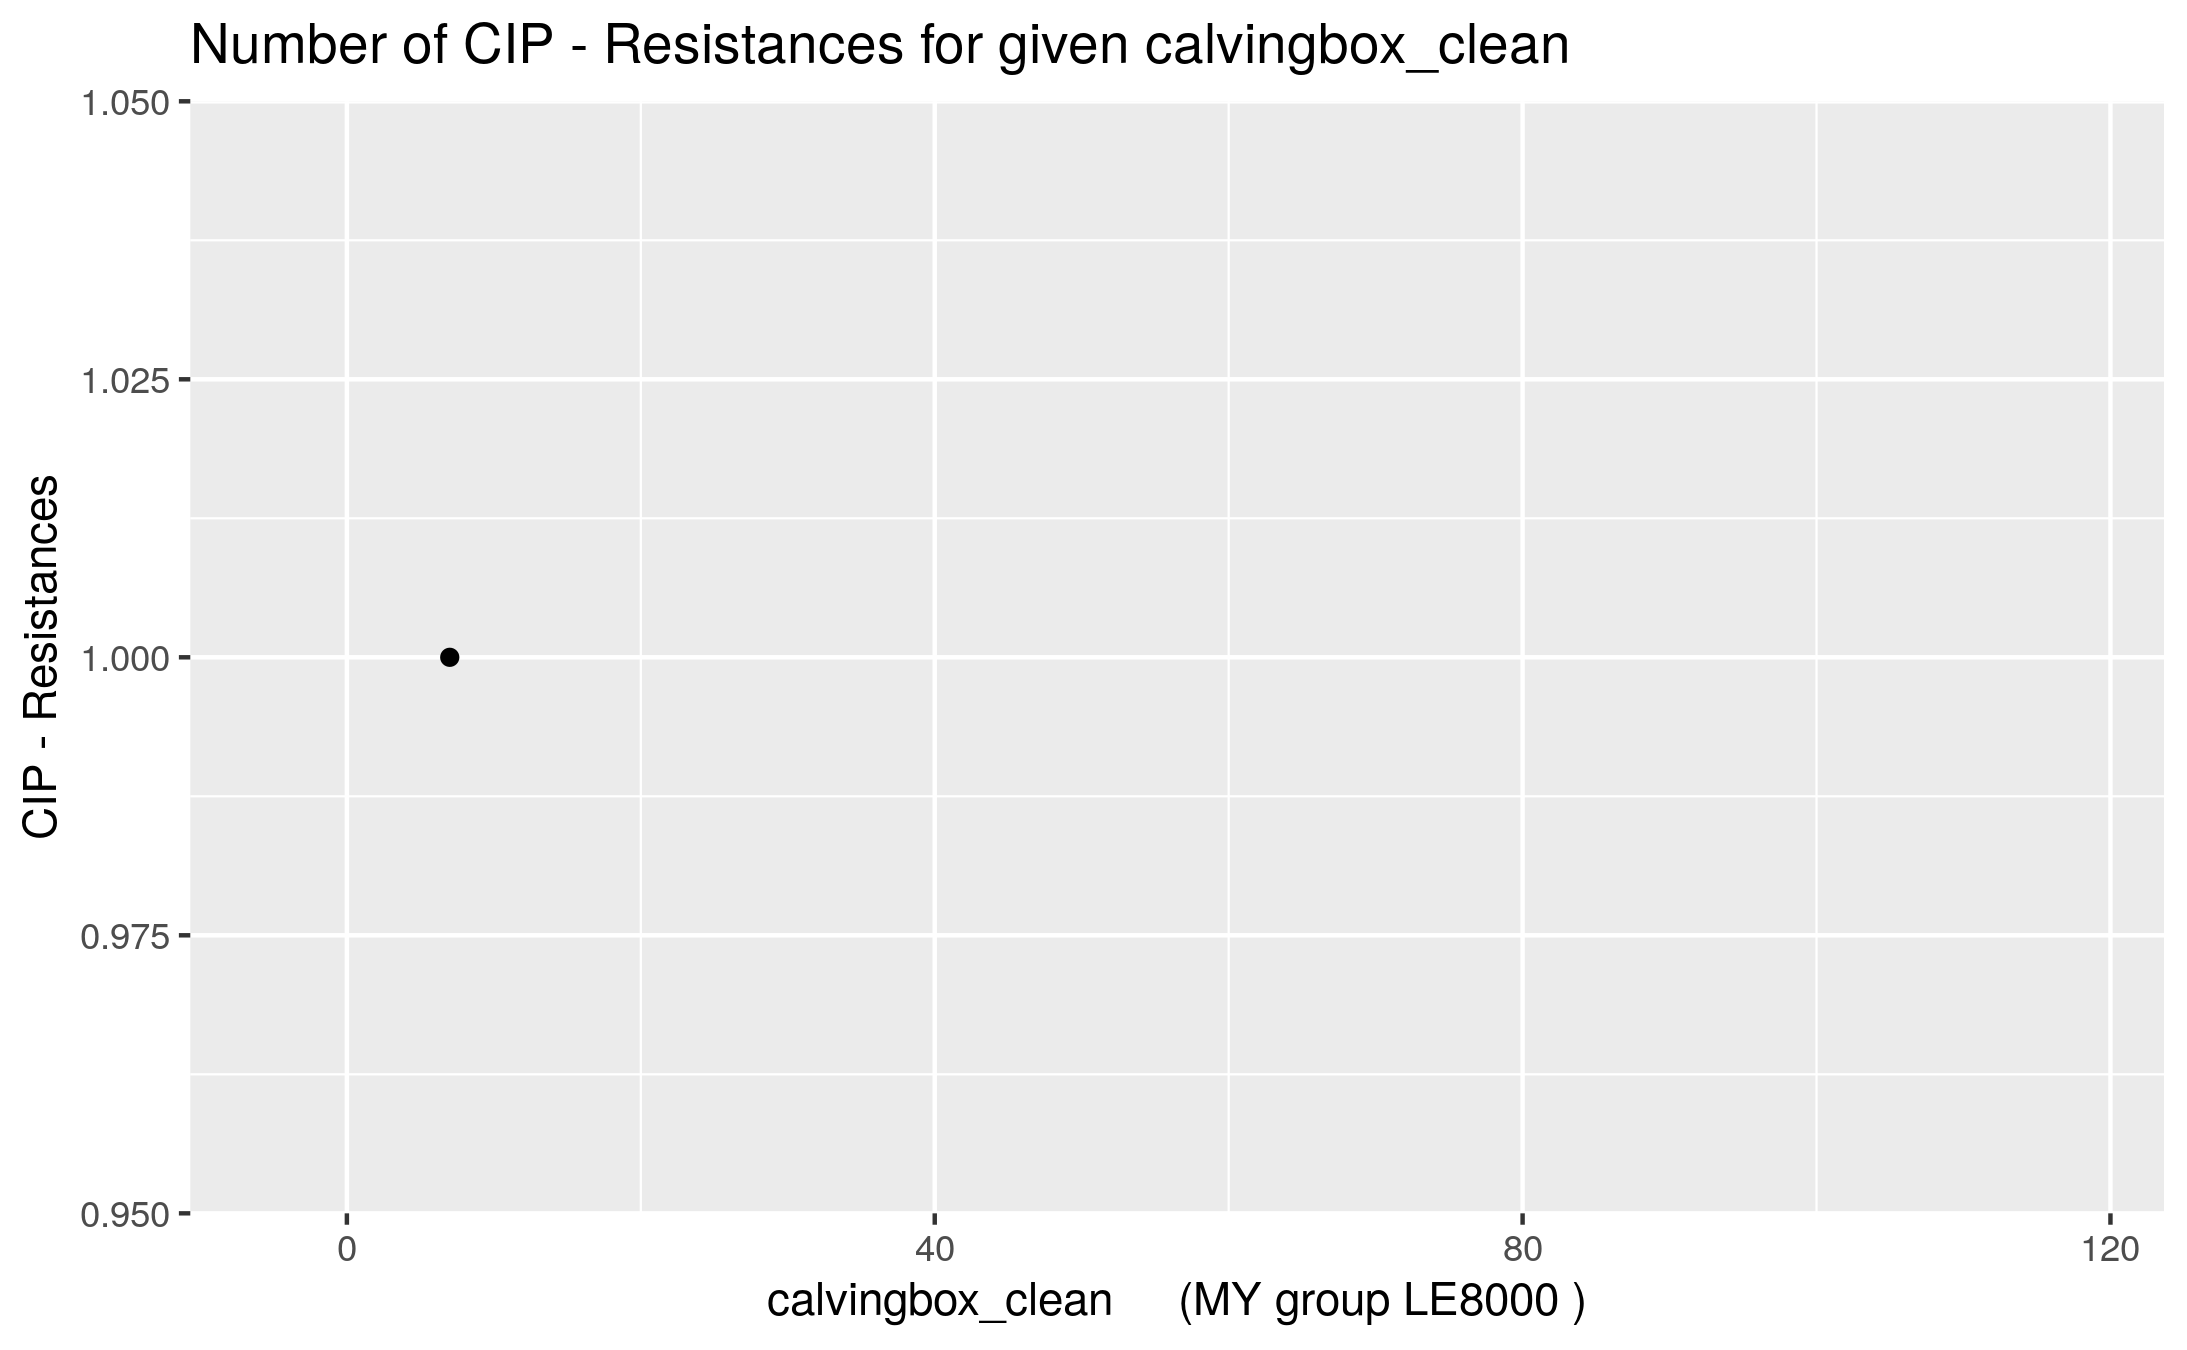 Number of CIP - Resistances for given calvingbox_clean
1.050
1.025
1.000
0.975
0.950
CIP - Resistances
0 40 80 120
calvingbox_clean (MY group LE8000 )